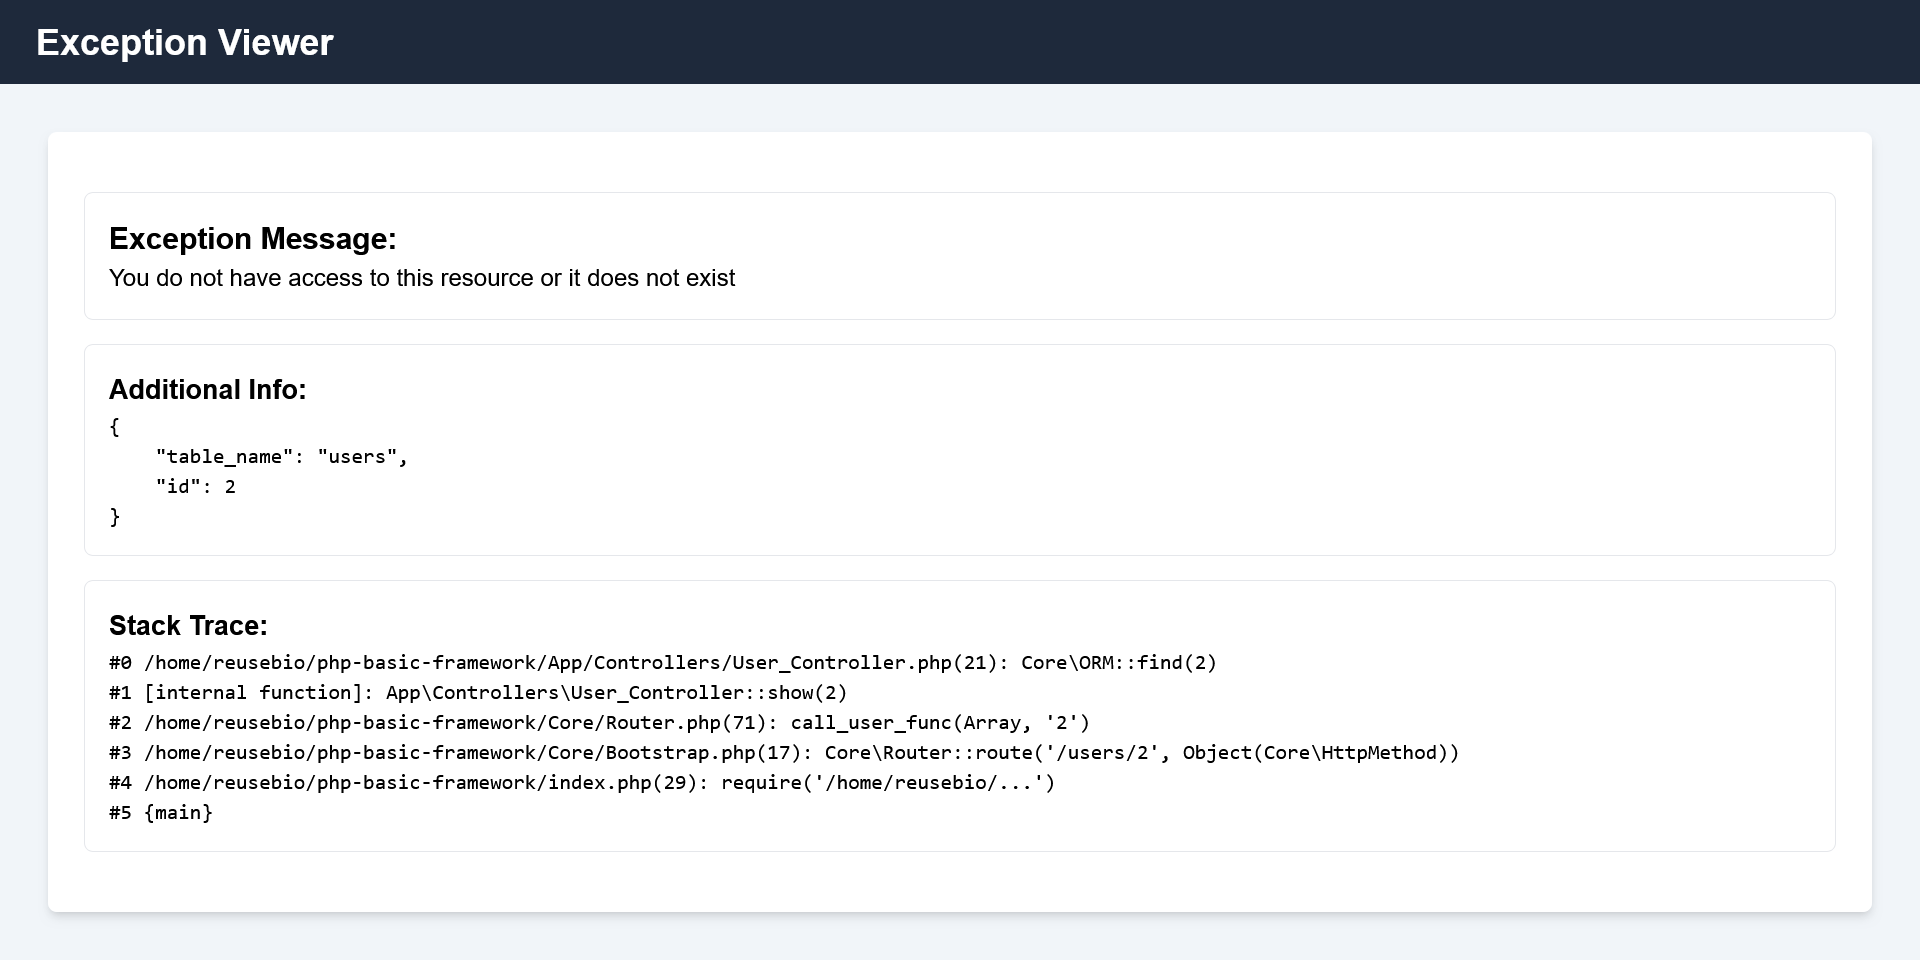 Exception Viewer
Exception Message:
You do not have access to this resource or it does not exist
Additional Info:
{
    "table_name": "users",
    "id": 2
}
Stack Trace:
#0 /home/reusebio/php-basic-framework/App/Controllers/User_Controller.php(21): Core\ORM::find(2)
#1 [internal function]: App\Controllers\User_Controller::show(2)
#2 /home/reusebio/php-basic-framework/Core/Router.php(71): call_user_func(Array, '2')
#3 /home/reusebio/php-basic-framework/Core/Bootstrap.php(17): Core\Router::route('/users/2', Object(Core\HttpMethod))
#4 /home/reusebio/php-basic-framework/index.php(29): require('/home/reusebio/...')
#5 {main}